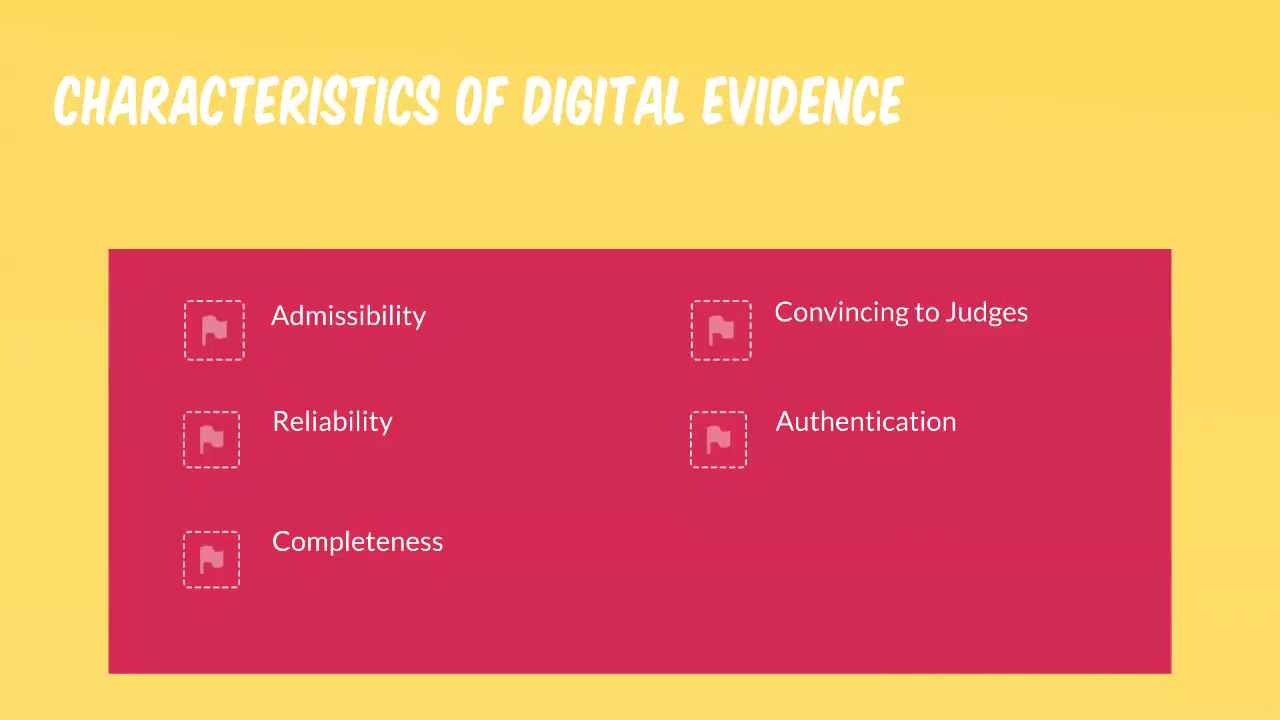 CHARACTERISTICS OF DIGITAL EVIDENCE
Admissibility
Reliability
Completeness
Convincing to Judges
Authentication